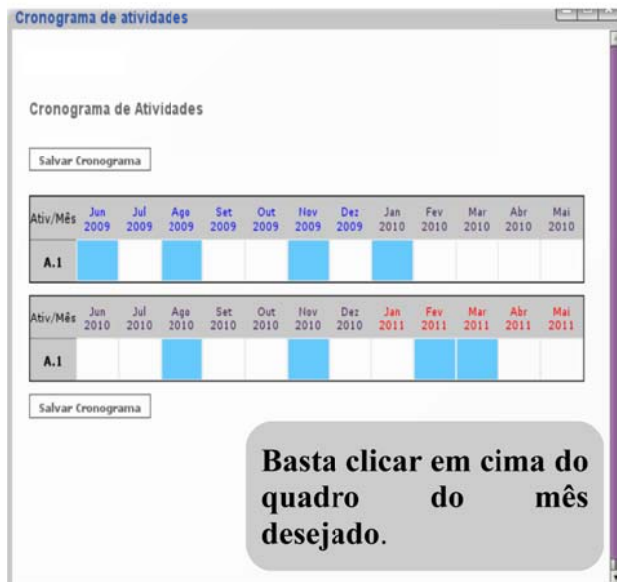 Cronograma de atividades
Cronograma de Atividades
Salvar Cronograma
Ativ/Mês Jun 2009 Jul 2009 Ago 2009 Set 2009 Out 2009 Nov 2009 Dez 2009 Jan 2010 Fev 2010 Mar 2010 Abr 2010 Mai 2010
A.1
Ativ/Mês Jun 2010 Jul 2010 Ago 2010 Set 2010 Out 2010 Nov 2010 Dez 2010 Jan 2011 Fev 2011 Mar 2011 Abr 2011 Mai 2011
A.1
Salvar Cronograma
Basta clicar em cima do
quadro do mês
desejado.